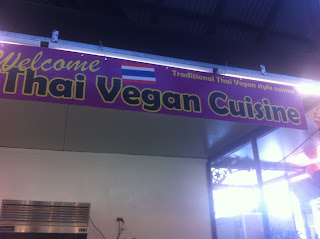 Welcome
Traditional Thai Vegan style cuisine
Thai Vegan Cuisine